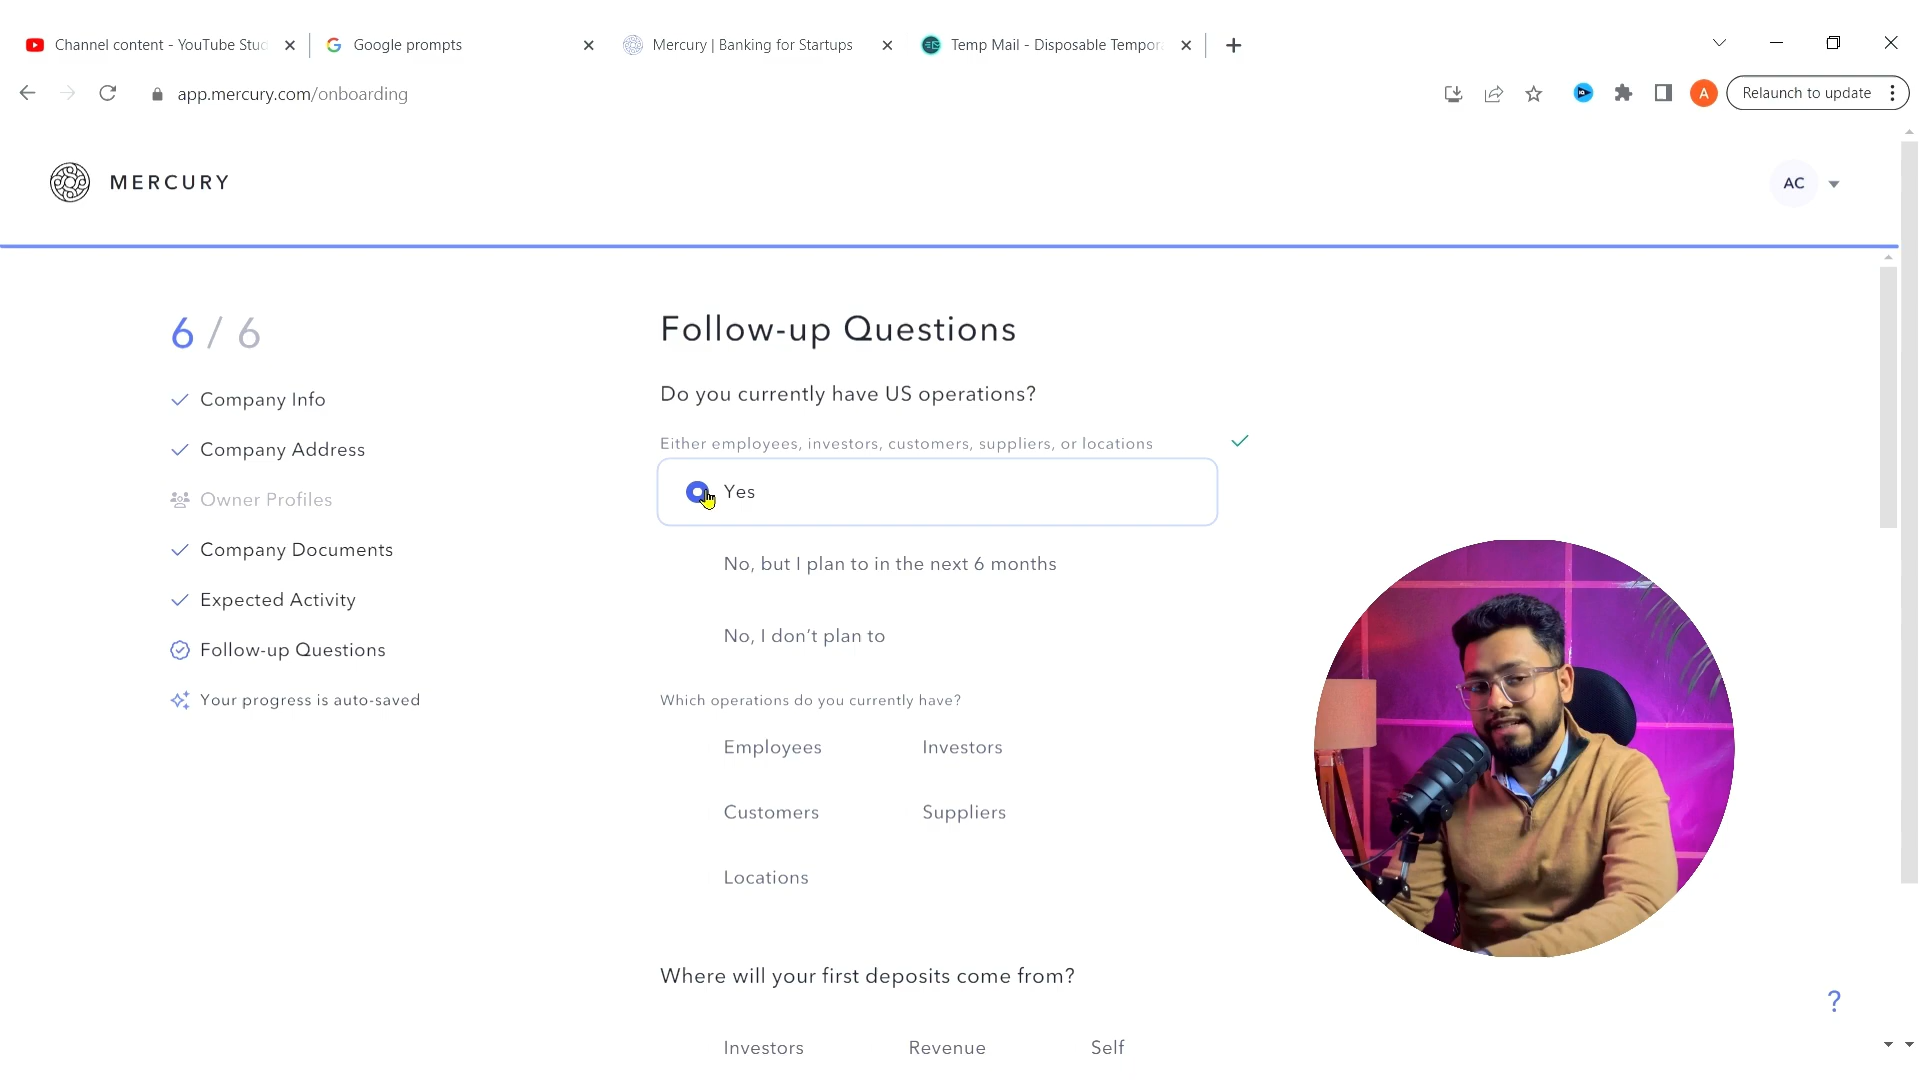 Channel content - YouTube Stud
Google prompts
Mercury | Banking for Startups
Temp Mail - Disposable Tempora
app.mercury.com/onboarding
A
Relaunch to update
MERCURY
AC
6 / 6
Company Info
Company Address
Owner Profiles
Company Documents
Expected Activity
Follow-up Questions
Your progress is auto-saved
Follow-up Questions
Do you currently have US operations?
Either employees, investors, customers, suppliers, or locations
Yes
No, but I plan to in the next 6 months
No, I don't plan to
Which operations do you currently have?
Employees Investors
Customers Suppliers
Locations
Where will your first deposits come from?
Investors Revenue Self
?